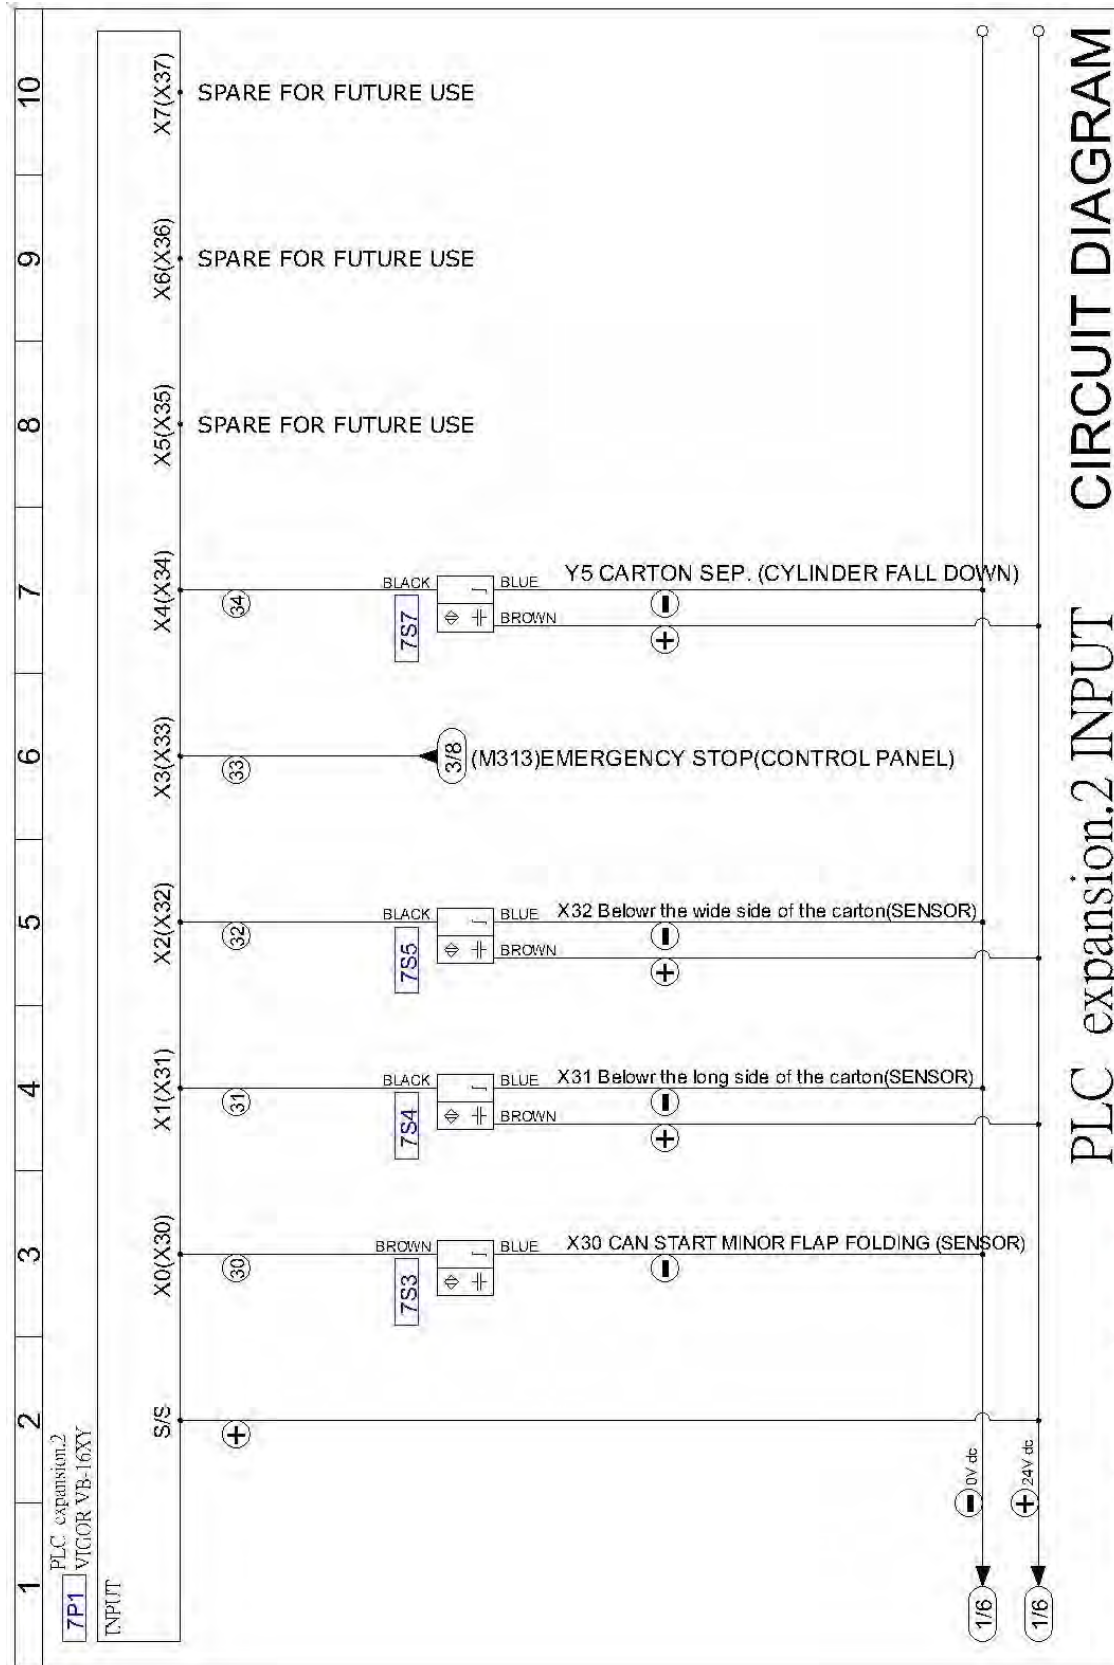 1 2 3 4 5 6 7 8 9 10
7P1
PLC expansion.2
VIGOR VB-16XY
INPUT
S/S X0(X30) X1(X31) X2(X32) X3(X33) X4(X34) X5(X35) X6(X36) X7(X37)
+ 30 31 32 33 34
SPARE FOR FUTURE USE
SPARE FOR FUTURE USE
SPARE FOR FUTURE USE
BROWN 7S3 BLUE
X30 CAN START MINOR FLAP FOLDING (SENSOR)
BLACK 7S4 BLUE BROWN
X31 Belowr the long side of the carton(SENSOR)
BLACK 7S5 BLUE BROWN
X32 Belowr the wide side of the carton(SENSOR)
3/8 (M313)EMERGENCY STOP(CONTROL PANEL)
BLACK 7S7 BLUE BROWN
Y5 CARTON SEP. (CYLINDER FALL DOWN)
1/6 0V dc
1/6 24V dc
PLC expansion.2 INPUT CIRCUIT DIAGRAM